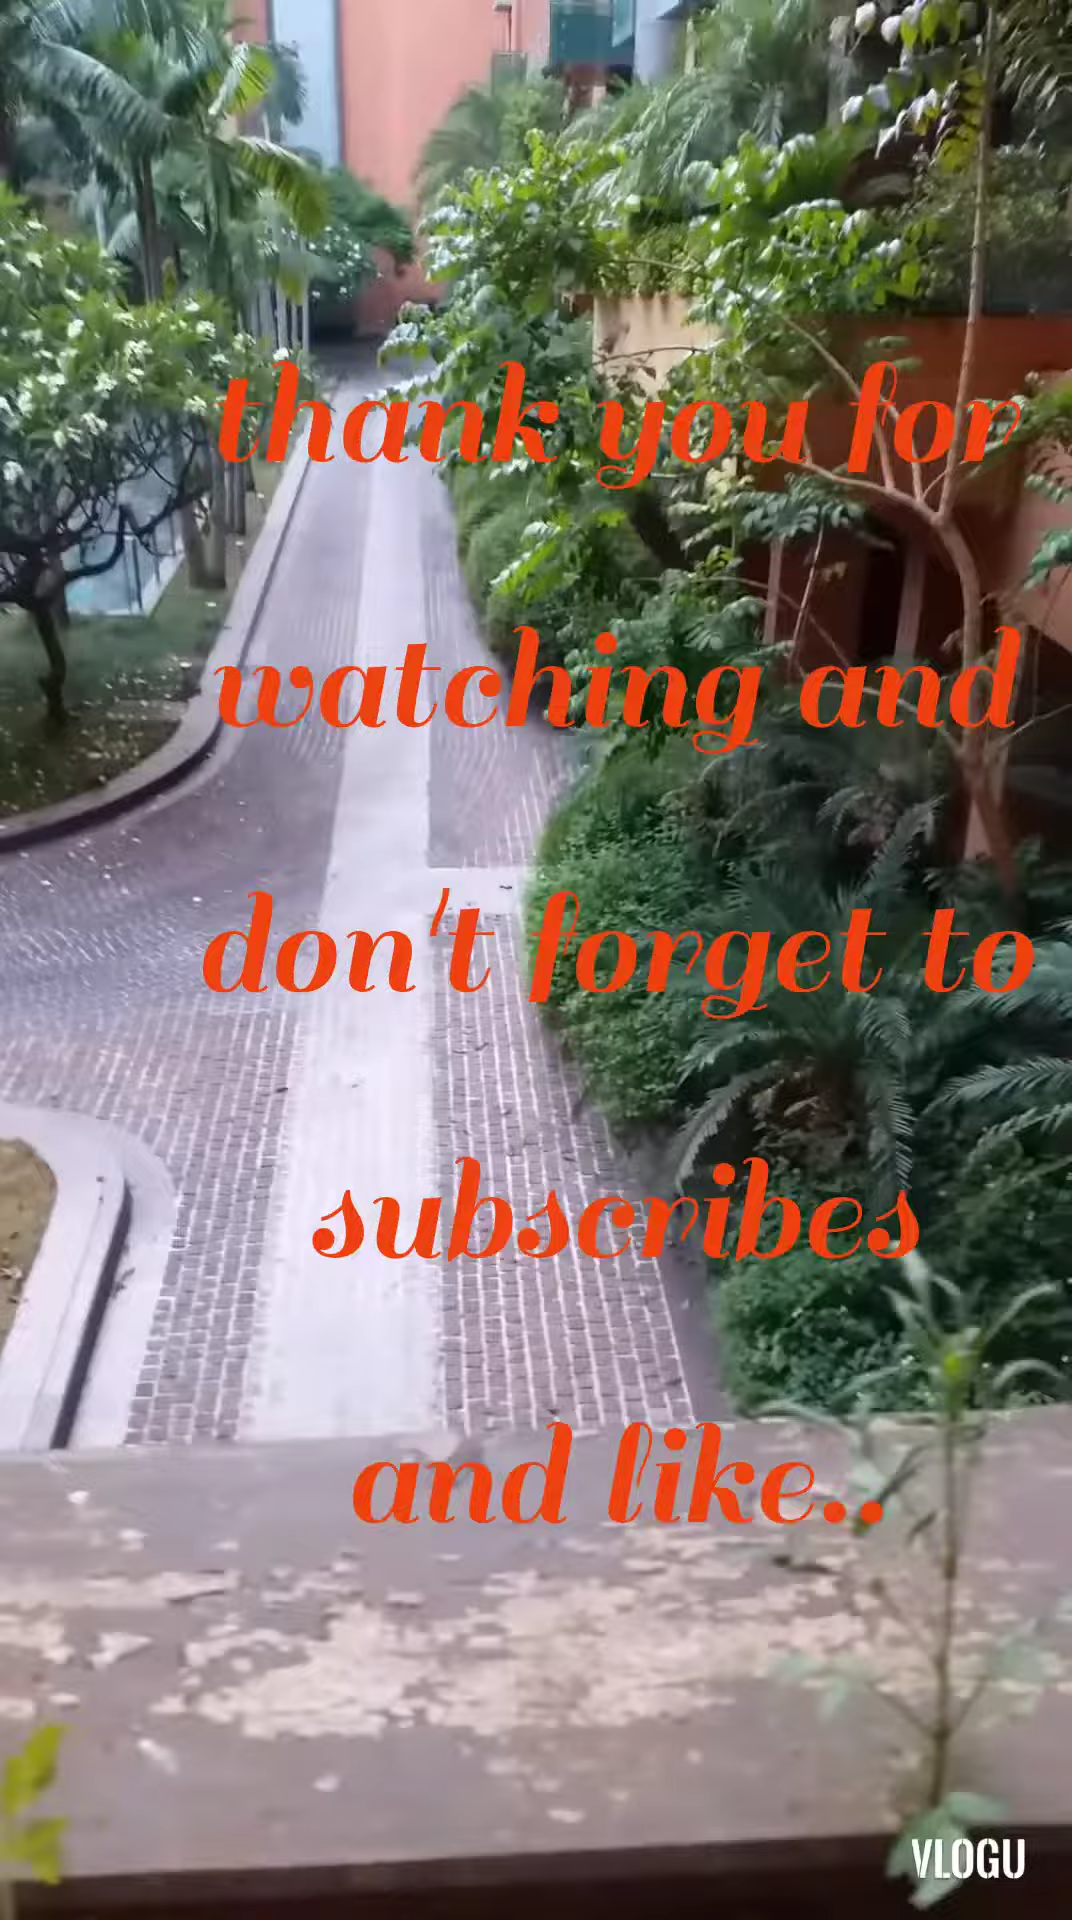 thank you for
watching and
don't forget to
subscribes
and like..
VLOGU